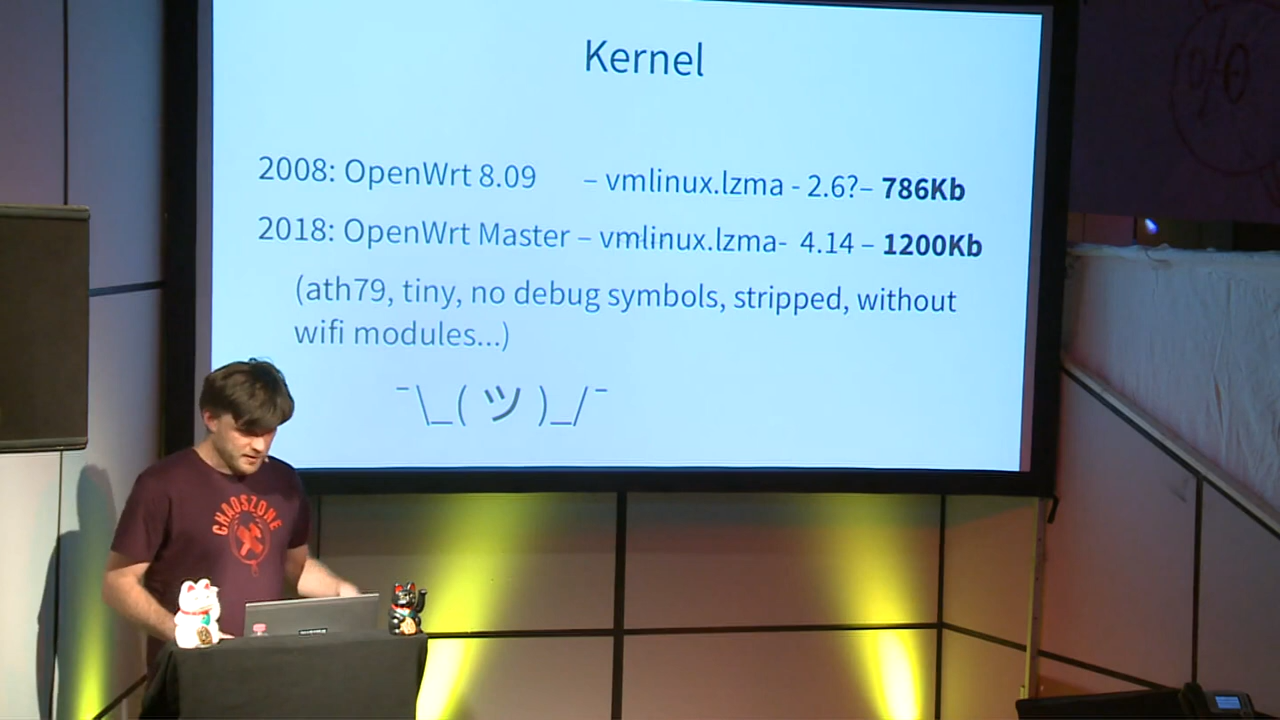 Kernel
2008: OpenWrt 8.09 – vmlinux.lzma - 2.6?– 786Kb
2018: OpenWrt Master – vmlinux.lzma- 4.14 – 1200Kb
(ath79, tiny, no debug symbols, stripped, without
wifi modules...)
¯\_( ツ )_/¯
CHAOSZONE